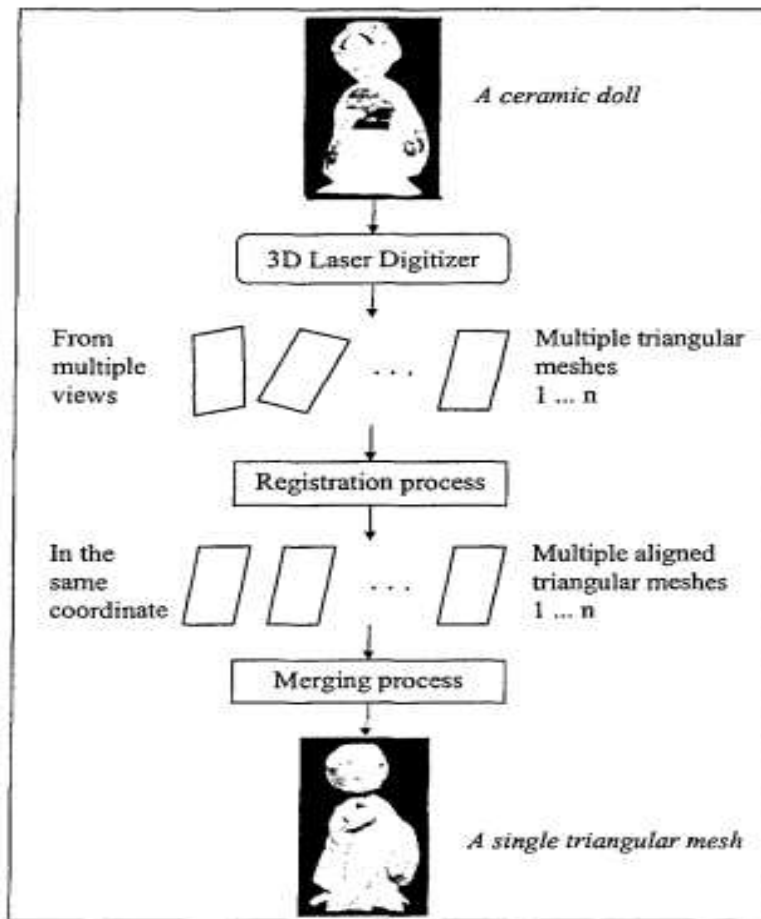 A ceramic doll
3D Laser Digitizer
From
multiple
views
. . .
Multiple triangular
meshes
1 ... n
Registration process
In the
same
coordinate
. . .
Multiple aligned
triangular meshes
1 ... n
Merging process
A single triangular mesh